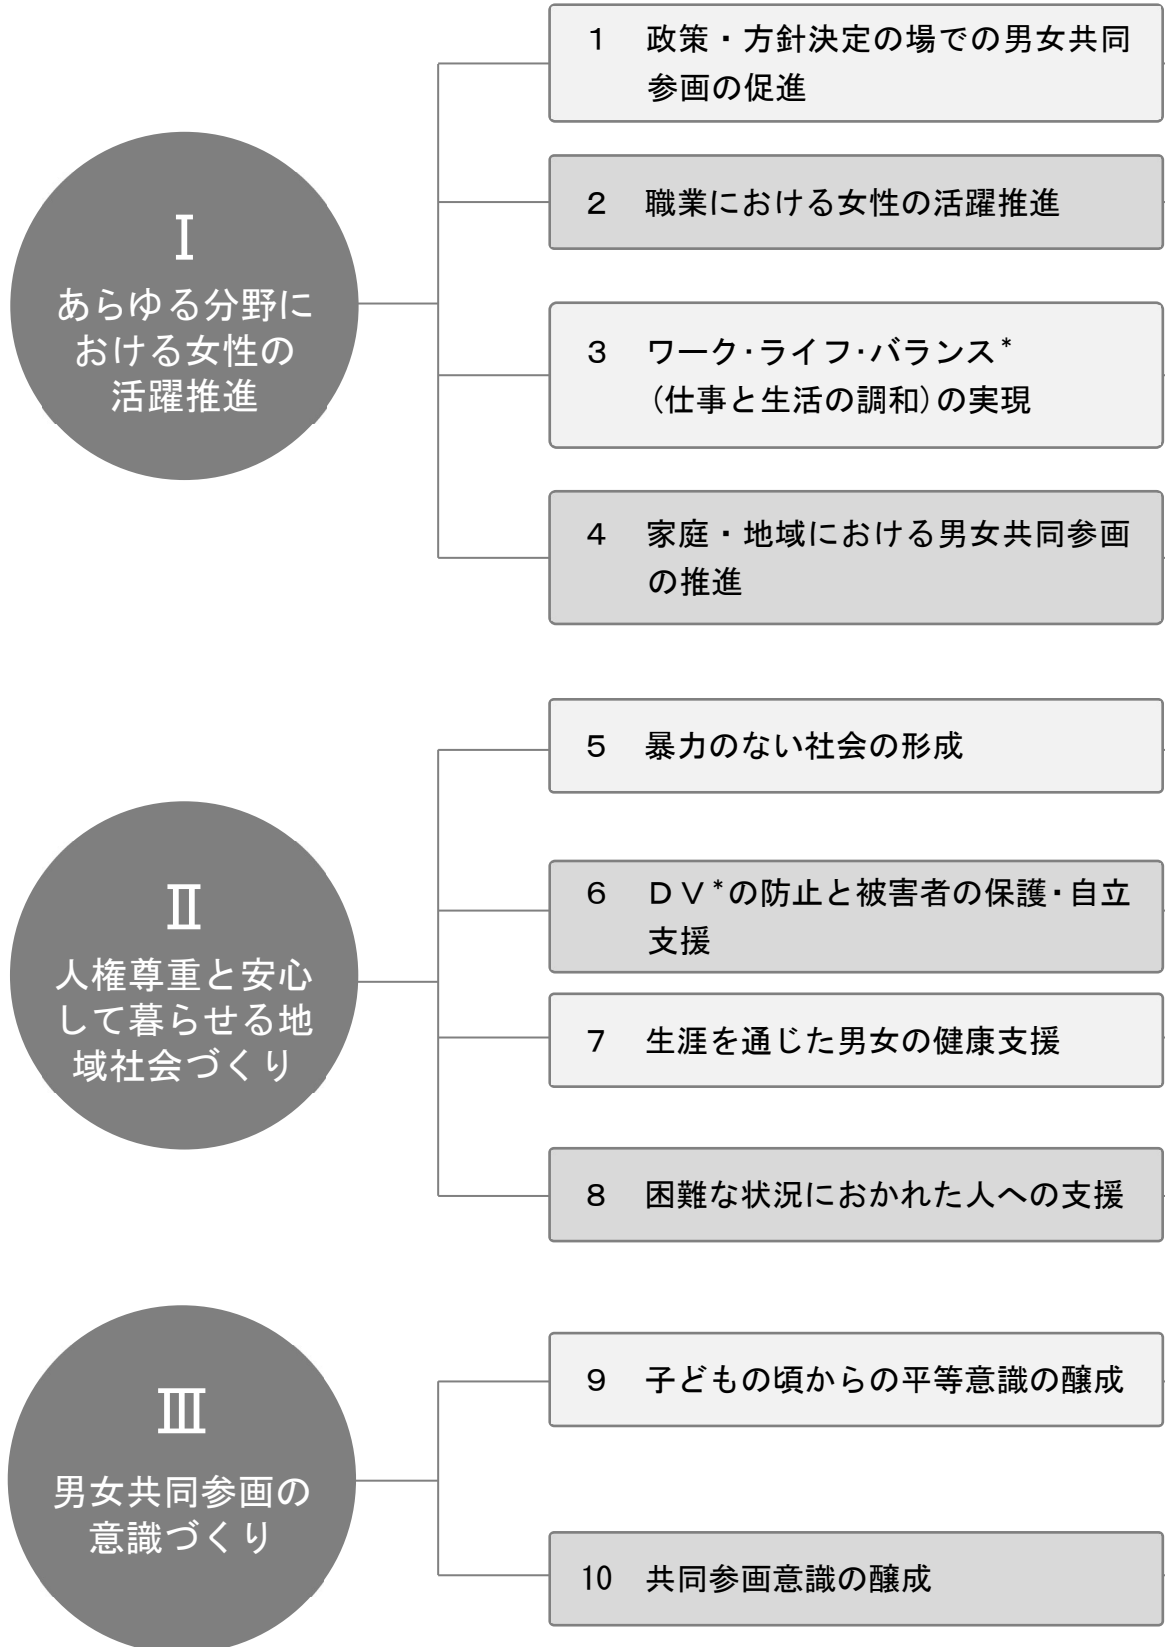 Ⅰ
あらゆる分野に
おける女性の
活躍推進
1 政策・方針決定の場での男女共同
参画の促進
2 職業における女性の活躍推進
3 ワーク・ライフ・バランス*
(仕事と生活の調和)の実現
4 家庭・地域における男女共同参画
の推進
Ⅱ
人権尊重と安心
して暮らせる地
域社会づくり
5 暴力のない社会の形成
6 ＤＶ*の防止と被害者の保護・自立
支援
7 生涯を通じた男女の健康支援
8 困難な状況におかれた人への支援
Ⅲ
男女共同参画の
意識づくり
9 子どもの頃からの平等意識の醸成
10 共同参画意識の醸成